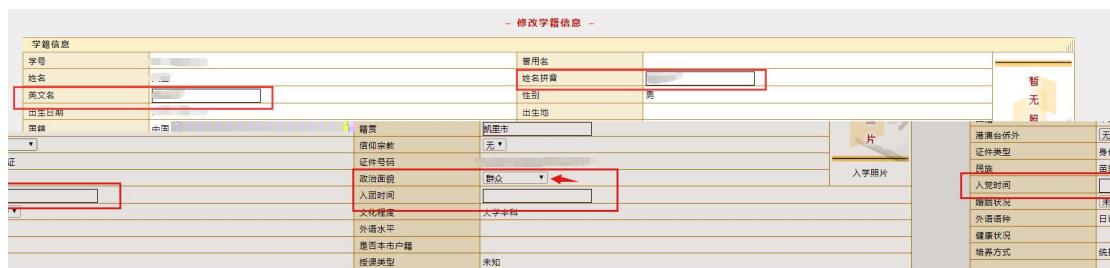 – 修改学籍信息 –
学籍信息
学号 曾用名
姓名 姓名拼音
英文名 性别 男
出生日期 出生地
国籍 中国
暂
无
照
片
入学照片
籍贯 凯里市
信仰宗教 无
证件号码
政治面貌 群众
入团时间
文化程度 大学本科
外语水平
是否本市户籍
授课类型 未知
证
港澳台侨外 无
证件类型
民族
入党时间
婚姻状况
外语语种
健康状况
培养方式